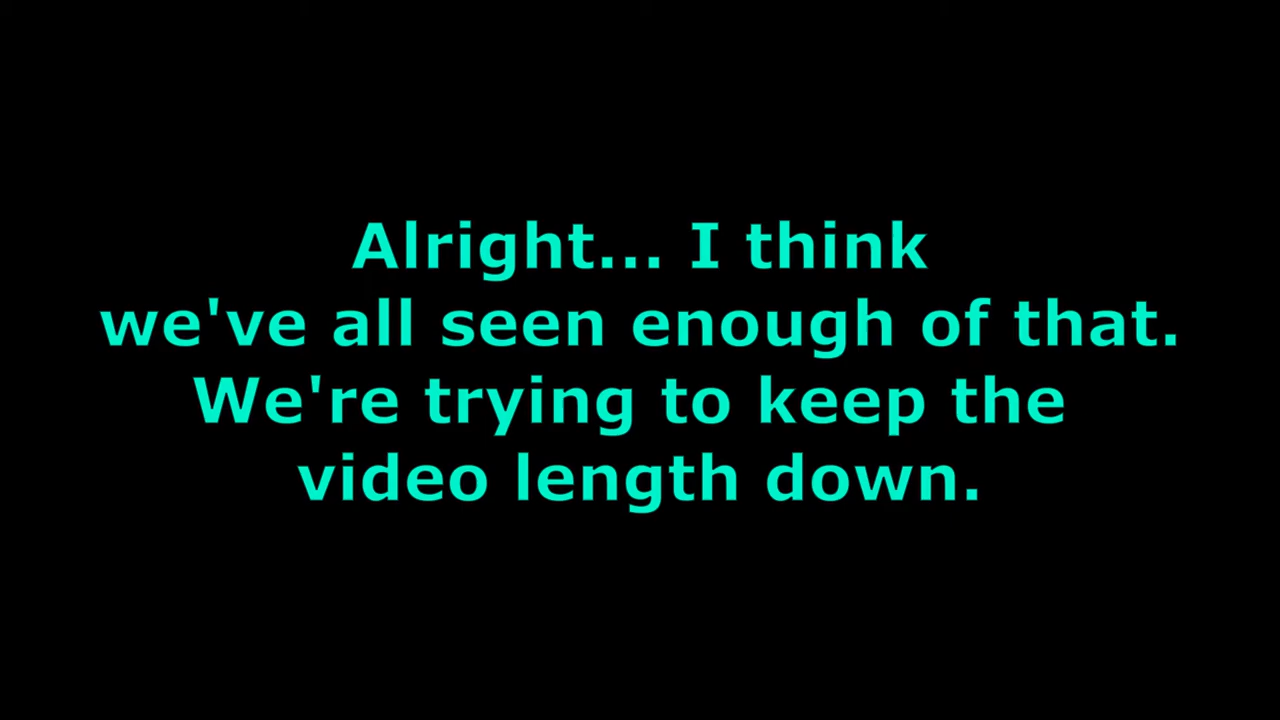 Alright... I think
we've all seen enough of that.
We're trying to keep the
video length down.